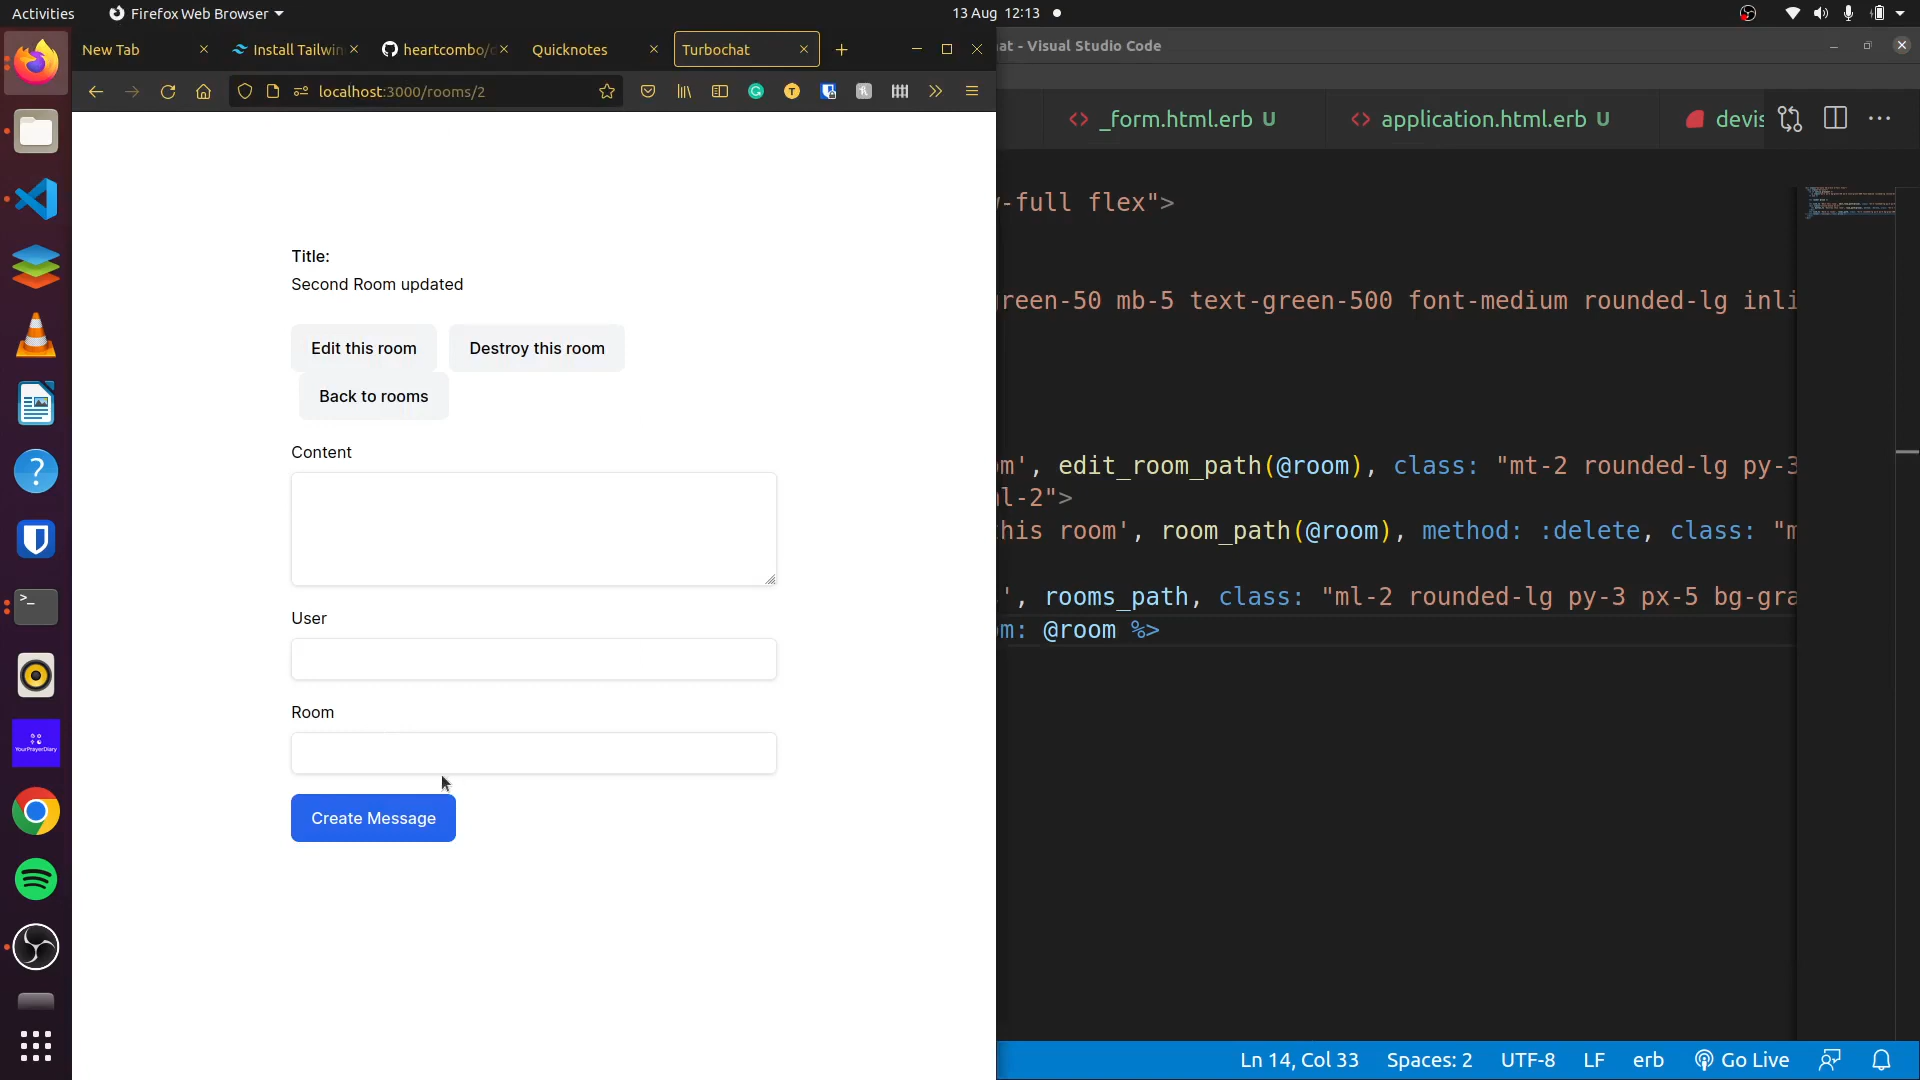 Activities
Firefox Web Browser
13 Aug 12:13
New Tab
Install Tailwin
heartcombo/
Quicknotes
Turbochat
at - Visual Studio Code
localhost:3000/rooms/2
_form.html.erb U
application.html.erb U
devis
-full flex">
Title:
Second Room updated
reen-50 mb-5 text-green-500 font-medium rounded-lg inli
Edit this room
Destroy this room
Back to rooms
Content
m', edit_room_path(@room), class: "mt-2 rounded-lg py-3
l-2">
his room', room_path(@room), method: :delete, class: "m
', rooms_path, class: "ml-2 rounded-lg py-3 px-5 bg-gra
m: @room %>
User
Room
Create Message
YourPrayerDiary
Ln 14, Col 33
Spaces: 2
UTF-8
LF
erb
Go Live